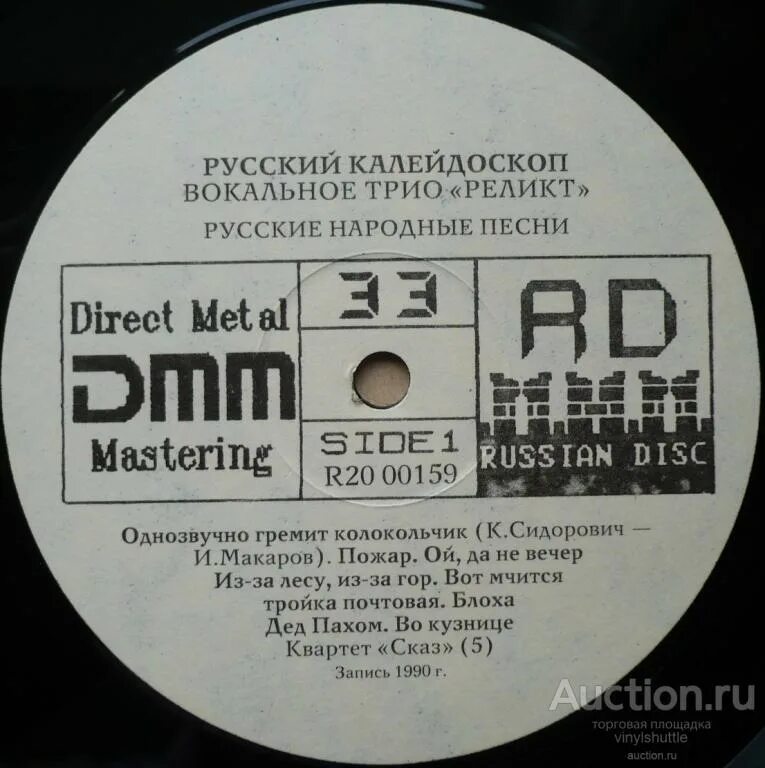 РУССКИЙ КАЛЕЙДОСКОП
ВОКАЛЬНОЕ ТРИО «РЕЛИКТ»
РУССКИЕ НАРОДНЫЕ ПЕСНИ
Direct Metal
DMM
Mastering
33
SIDE 1
R20 00159
RD
RUSSIAN DISC
Однозвучно гремит колокольчик (К.Сидорович —
И.Макаров). Пожар. Ой, да не вечер
Из-за лесу, из-за гор. Вот мчится
тройка почтовая. Блоха
Дед Пахом. Во кузнице
Квартет «Сказ» (5)
Запись 1990 г.
Auction.ru
торговая площадка
vinylshuttle
auction.ru